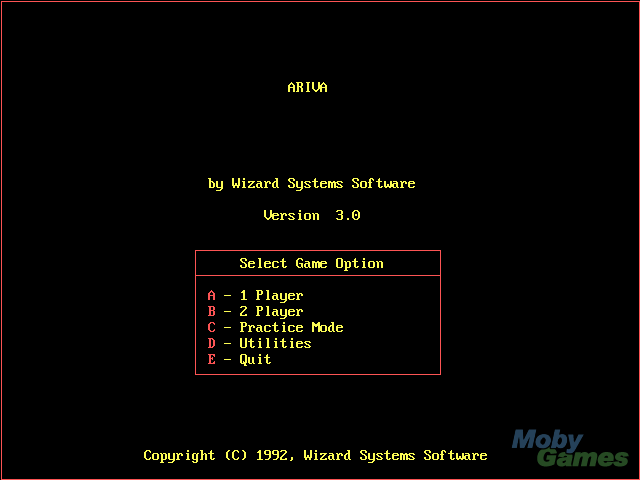 ARIVA
by Wizard Systems Software
Version 3.0
Select Game Option
A - 1 Player
B - 2 Player
C - Practice Mode
D - Utilities
E - Quit
Copyright (C) 1992, Wizard Systems Software
Moby
Games